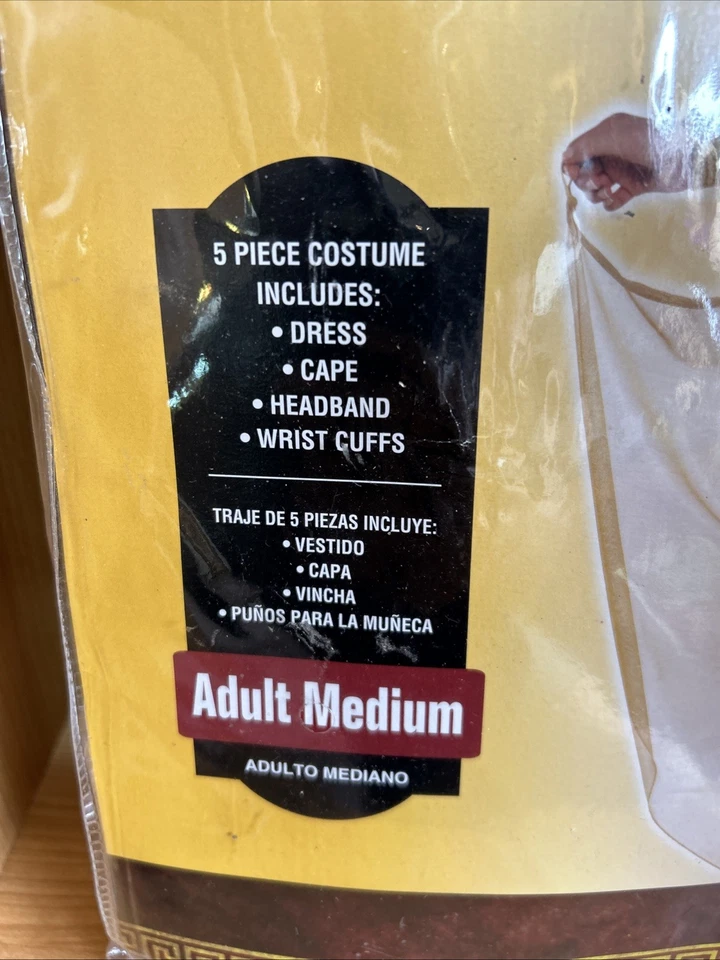 5 PIECE COSTUME
INCLUDES:
• DRESS
• CAPE
• HEADBAND
• WRIST CUFFS
TRAJE DE 5 PIEZAS INCLUYE:
• VESTIDO
• CAPA
• VINCHA
• PUÑOS PARA LA MUÑECA
Adult Medium
ADULTO MEDIANO